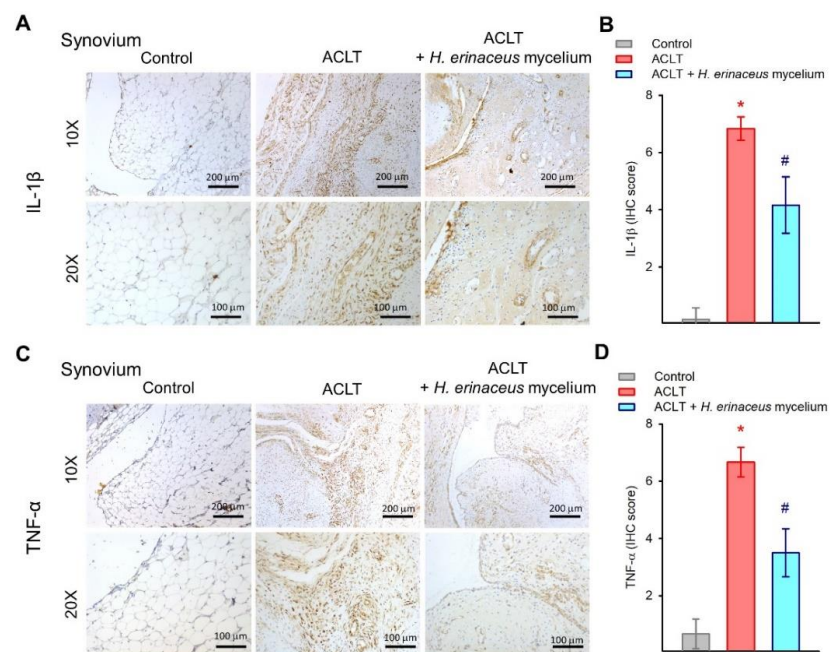 A
Synovium
Control
ACLT
ACLT
+ H. erinaceus mycelium
IL-1β
10X
200 μm
200 μm
200 μm
20X
100 μm
100 μm
100 μm
B
Control
ACLT
ACLT + H. erinaceus mycelium
IL-1β (IHC score)
8
6
4
2
*
#
C
Synovium
Control
ACLT
ACLT
+ H. erinaceus mycelium
TNF-α
10X
200 μm
200 μm
200 μm
20X
100 μm
100 μm
100 μm
D
Control
ACLT
ACLT + H. erinaceus mycelium
TNF-α (IHC score)
8
6
4
2
*
#